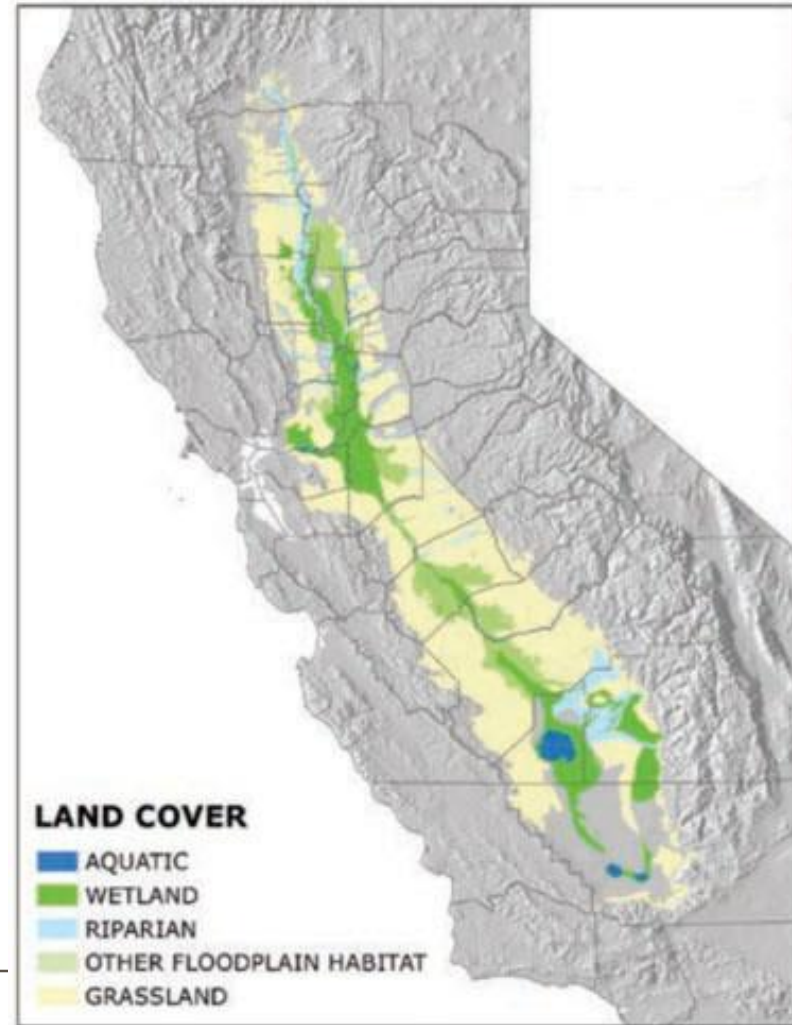 LAND COVER
AQUATIC
WETLAND
RIPARIAN
OTHER FLOODPLAIN HABITAT
GRASSLAND